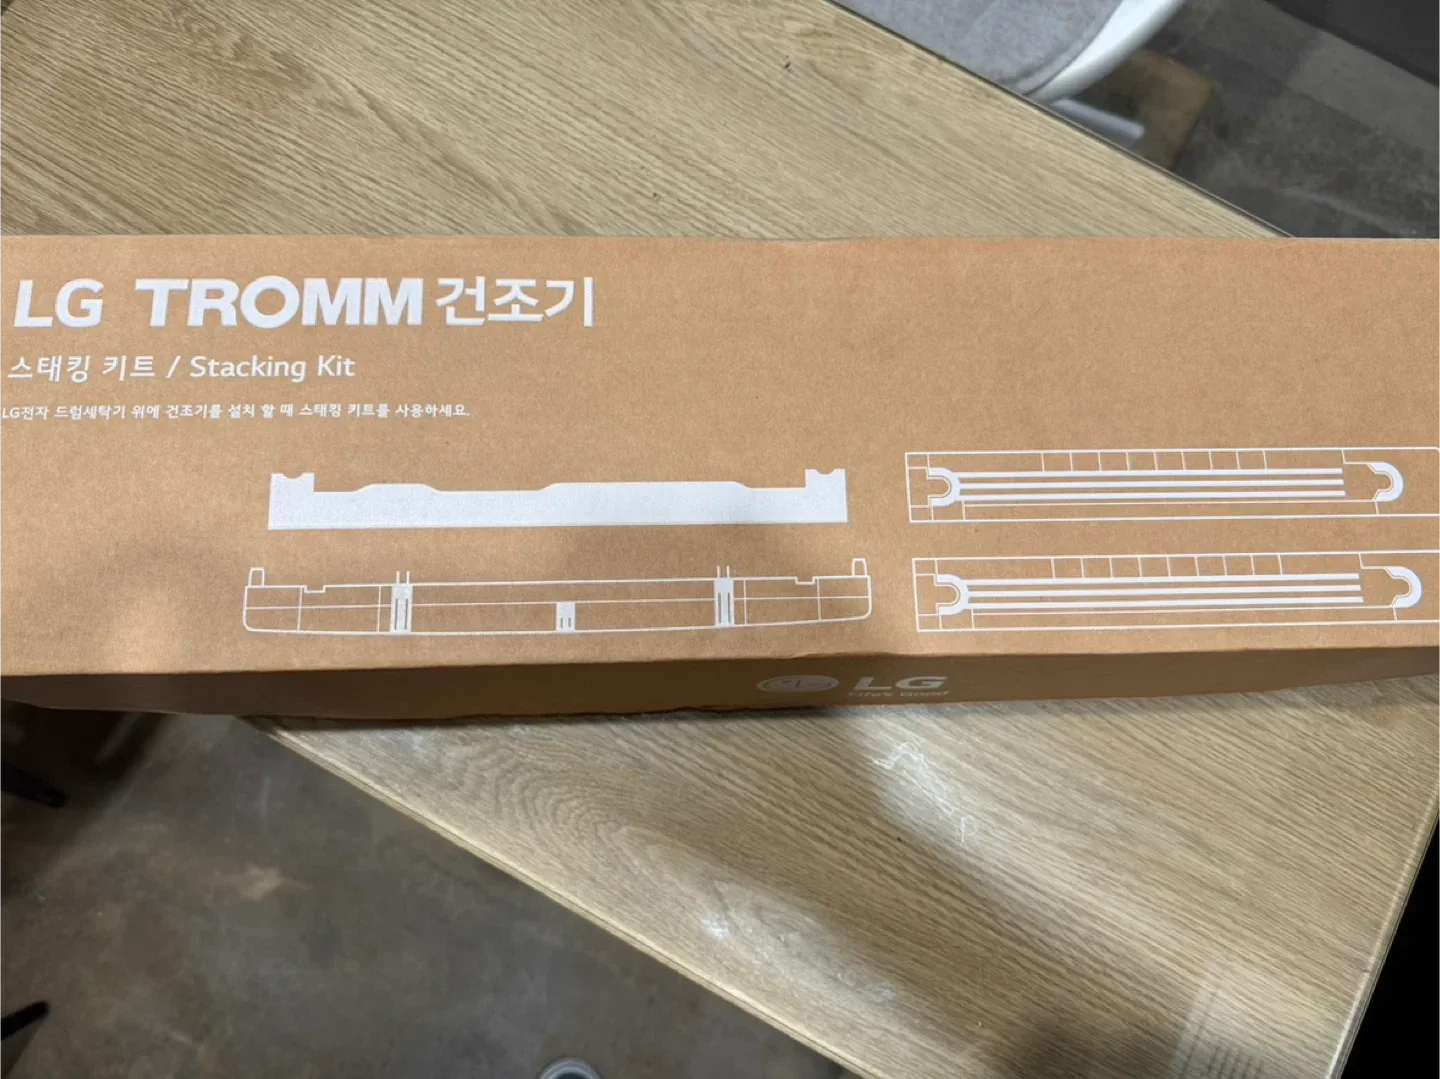 LG TROMM 건조기
스태킹 키트 / Stacking Kit
LG전자 드럼세탁기 위에 건조기를 설치 할 때 스태킹 키트를 사용하세요.
LG
Life's Good